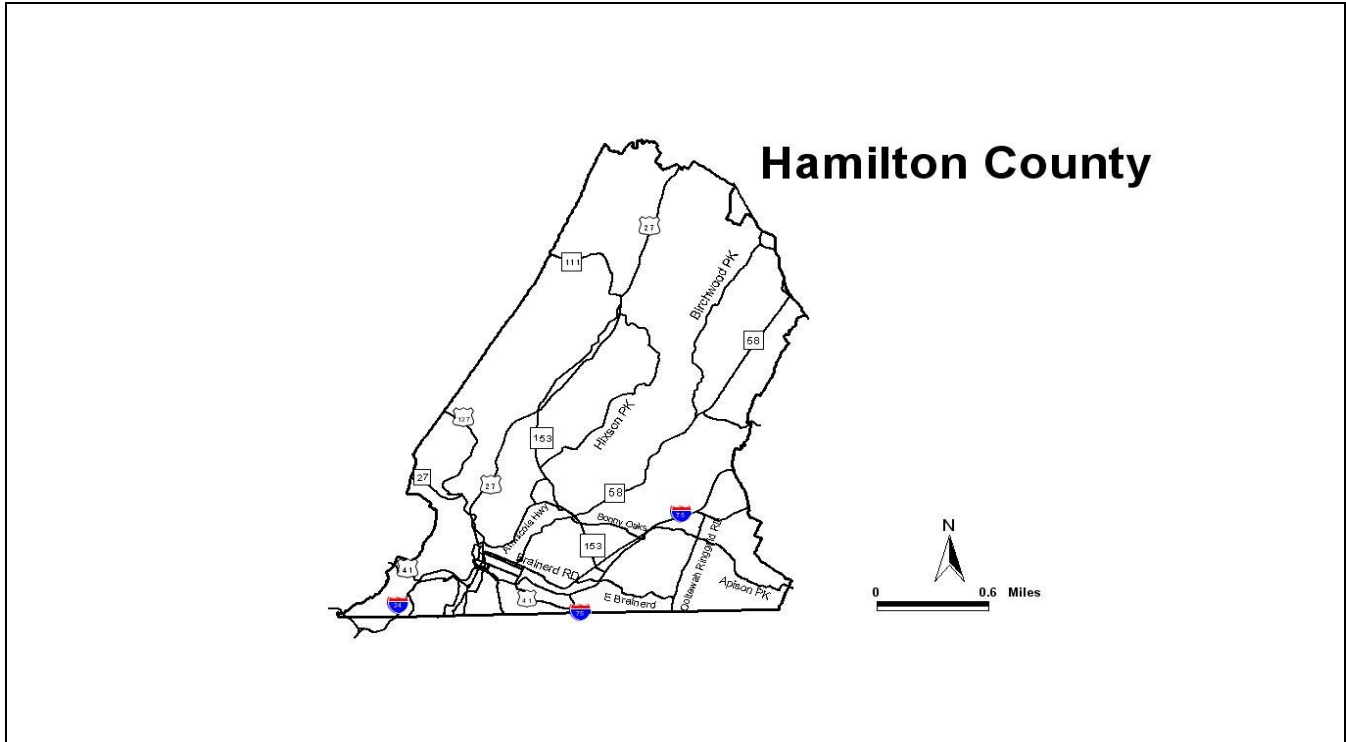 Hamilton County
27
111
Birchwood PK
58
127
Hixson PK
153
27
27
58
75
Bonny Oaks
Amnicola Hwy
153
Ooltewah Ringgold RD
Brainerd RD
41
Apison PK
E Brainerd
41
24
75
N
0 0.6 Miles